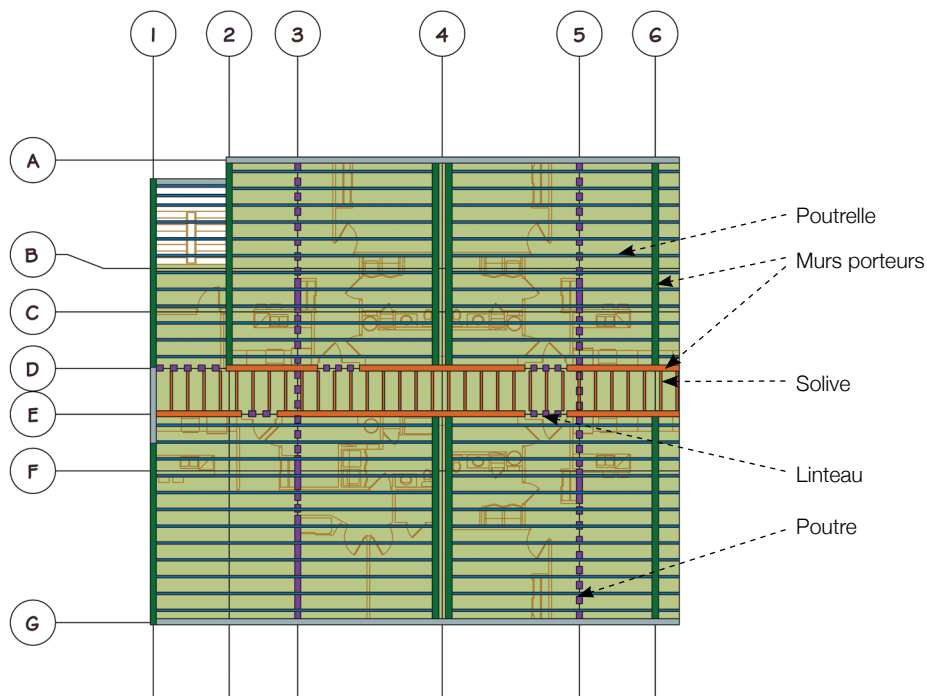 1 2 3 4 5 6
A
B
C
D
E
F
G
Poutrelle
Murs porteurs
Solive
Linteau
Poutre